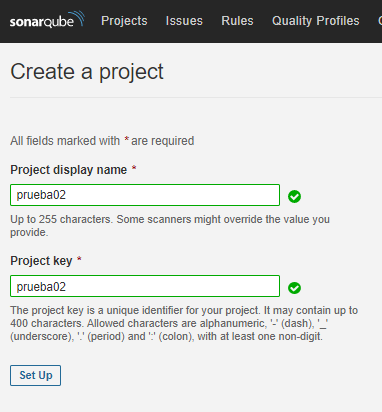 sonarqube Projects Issues Rules Quality Profiles
Create a project
All fields marked with * are required
Project display name *
prueba02
Up to 255 characters. Some scanners might override the value you
provide.
Project key *
prueba02
The project key is a unique identifier for your project. It may contain up to
400 characters. Allowed characters are alphanumeric, '-' (dash), '_'
(underscore), '.' (period) and ':' (colon), with at least one non-digit.
Set Up